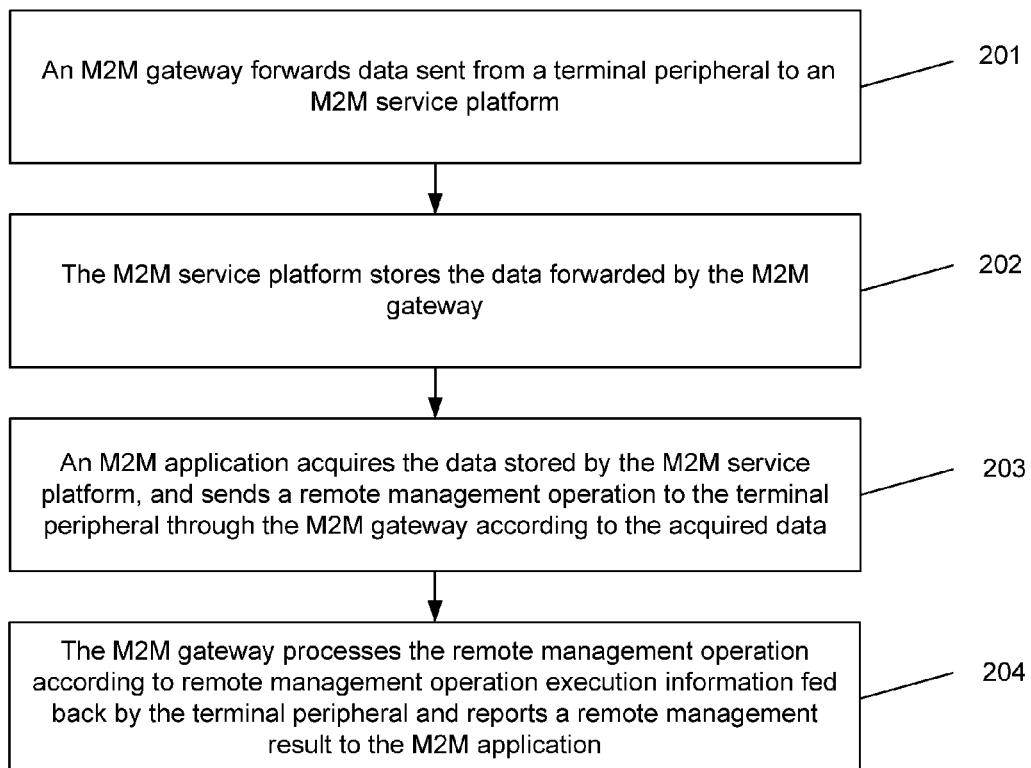 An M2M gateway forwards data sent from a terminal peripheral to an
M2M service platform
201
The M2M service platform stores the data forwarded by the M2M
gateway
202
An M2M application acquires the data stored by the M2M service
platform, and sends a remote management operation to the terminal
peripheral through the M2M gateway according to the acquired data
203
The M2M gateway processes the remote management operation
according to remote management operation execution information fed
back by the terminal peripheral and reports a remote management
result to the M2M application
204